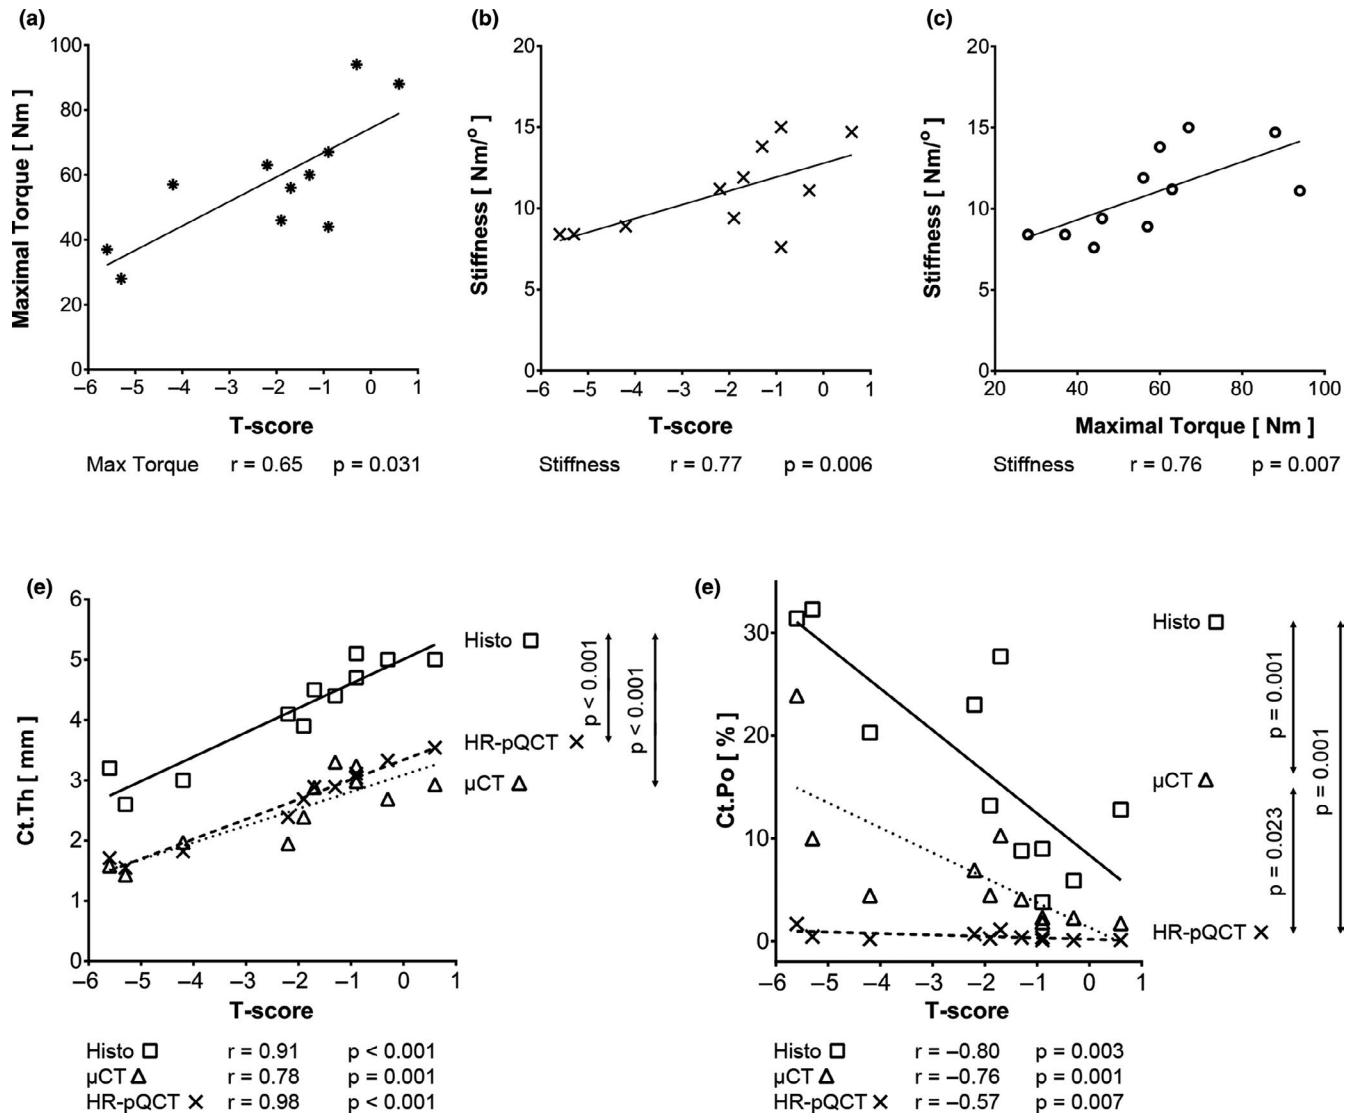 (a)
100
80
60
40
20
0
Maximal Torque [ Nm ]
–6 –5 –4 –3 –2 –1 0 1
T-score
Max Torque r = 0.65 p = 0.031
(b)
20
15
10
5
0
Stiffness [ Nm/° ]
–6 –5 –4 –3 –2 –1 0 1
T-score
Stiffness r = 0.77 p = 0.006
(c)
20
15
10
5
0
Stiffness [ Nm/° ]
20 40 60 80 100
Maximal Torque [ Nm ]
Stiffness r = 0.76 p = 0.007
(e)
6
5
4
3
2
1
0
Ct.Th [ mm ]
–6 –5 –4 –3 –2 –1 0 1
T-score
Histo
HR-pQCT
μCT
p < 0.001
p < 0.001
Histo r = 0.91 p < 0.001
μCT r = 0.78 p = 0.001
HR-pQCT r = 0.98 p < 0.001
(e)
30
20
10
0
Ct.Po [ % ]
–6 –5 –4 –3 –2 –1 0 1
T-score
Histo
μCT
HR-pQCT
p = 0.001
p = 0.023
p = 0.001
Histo r = –0.80 p = 0.003
μCT r = –0.76 p = 0.001
HR-pQCT r = –0.57 p = 0.007